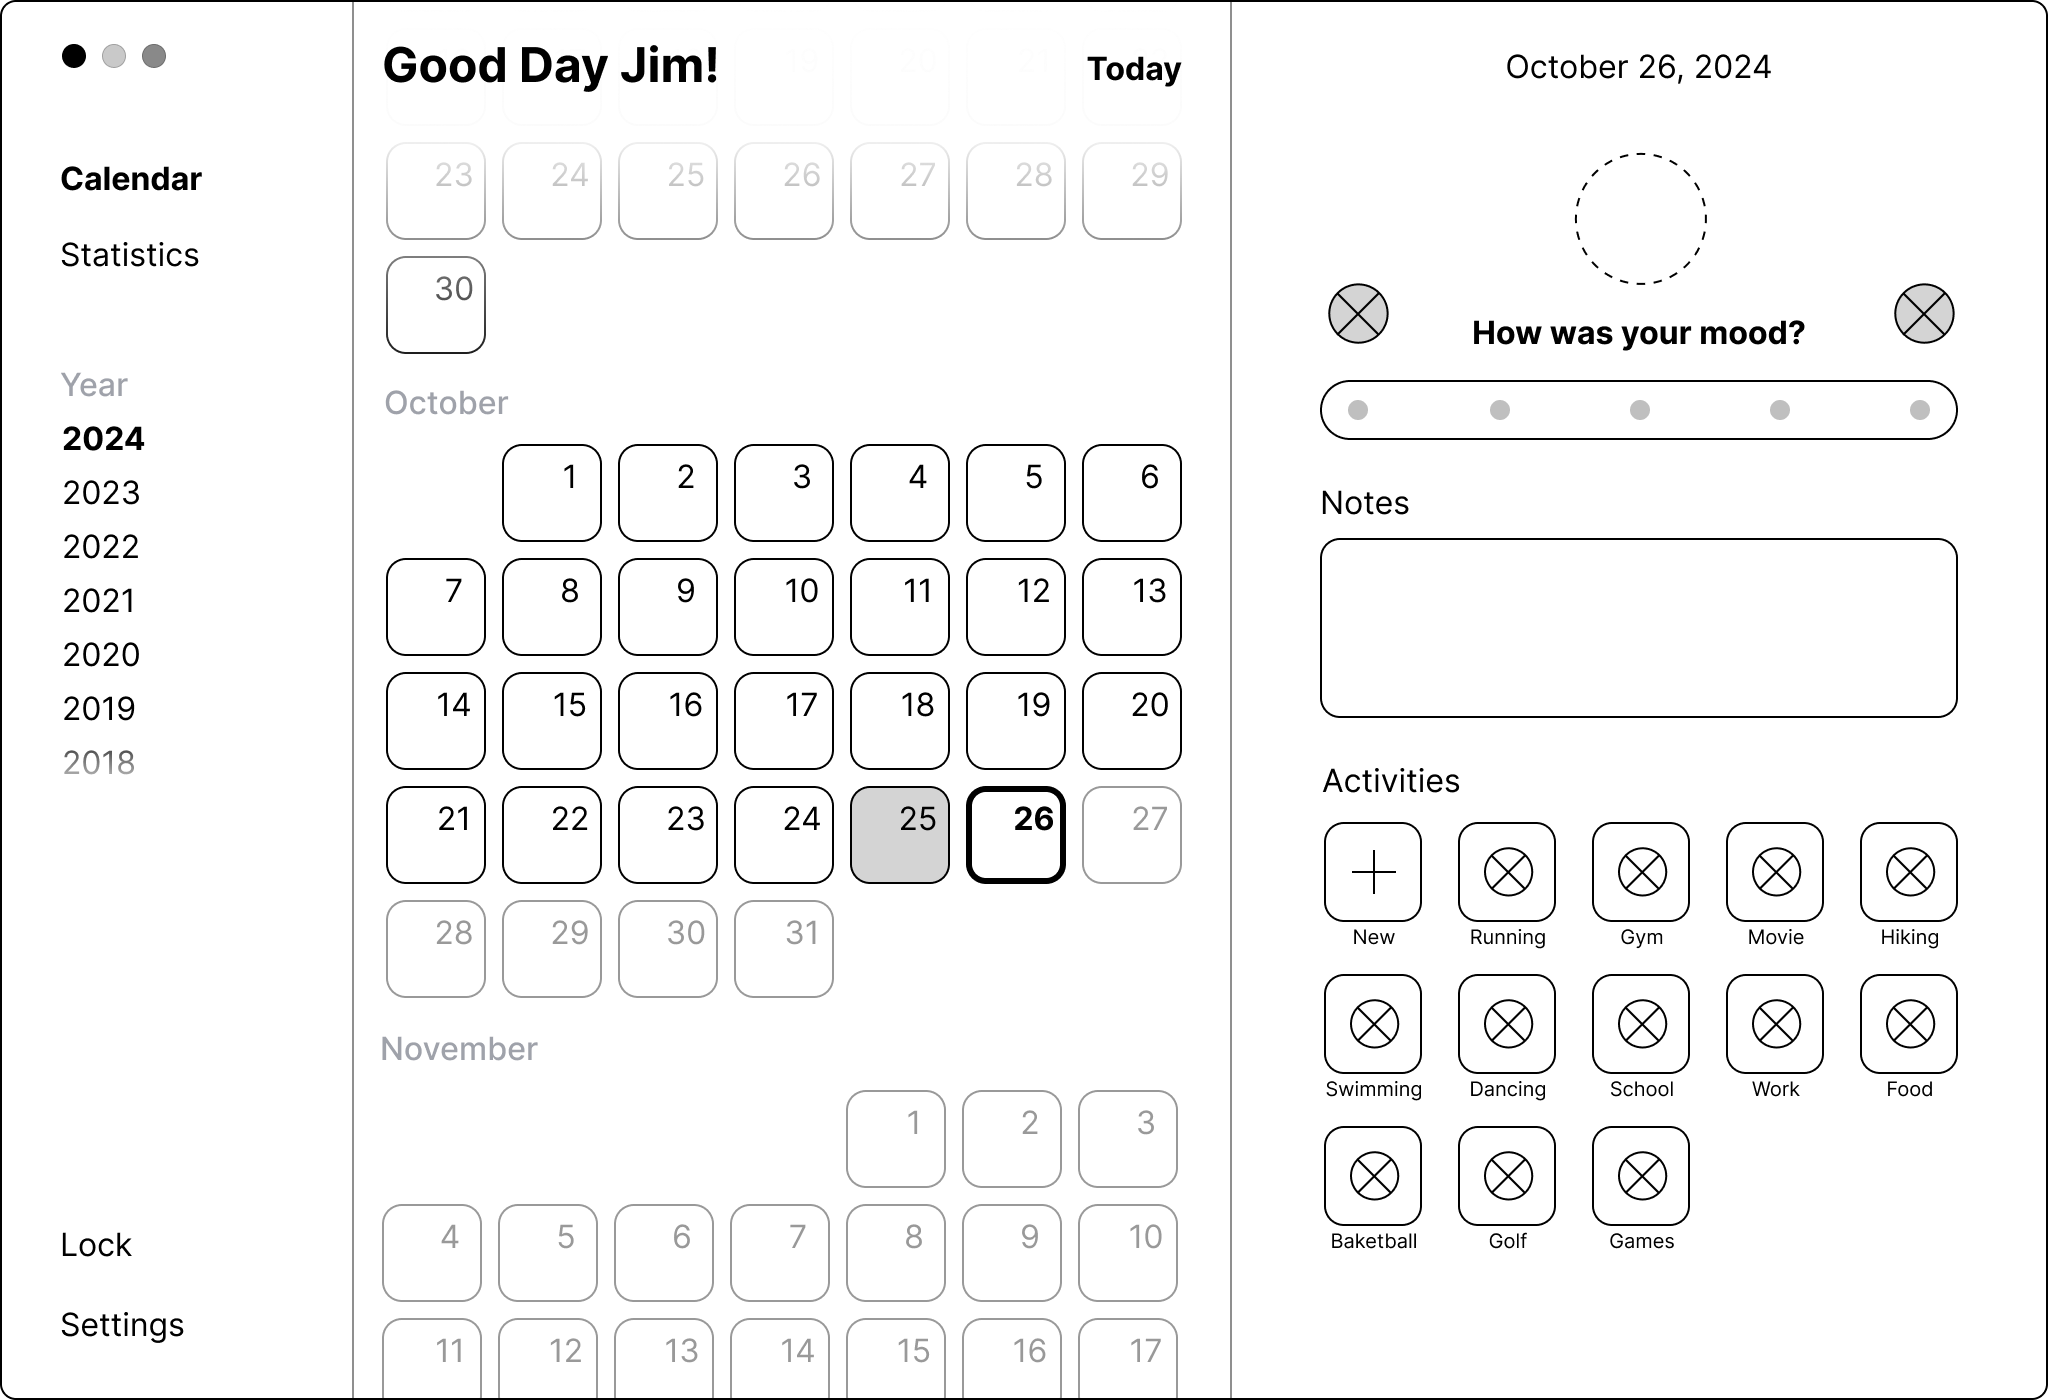 Good Day Jim!
Today
Calendar
Statistics
Year
2024
2023
2022
2021
2020
2019
2018
Lock
Settings
19 20 21
23 24 25 26 27 28 29
30
October
1 2 3 4 5 6
7 8 9 10 11 12 13
14 15 16 17 18 19 20
21 22 23 24 25 26 27
28 29 30 31
November
1 2 3
4 5 6 7 8 9 10
11 12 13 14 15 16 17
October 26, 2024
How was your mood?
Notes
Activities
New Running Gym Movie Hiking
Swimming Dancing School Work Food
Baketball Golf Games